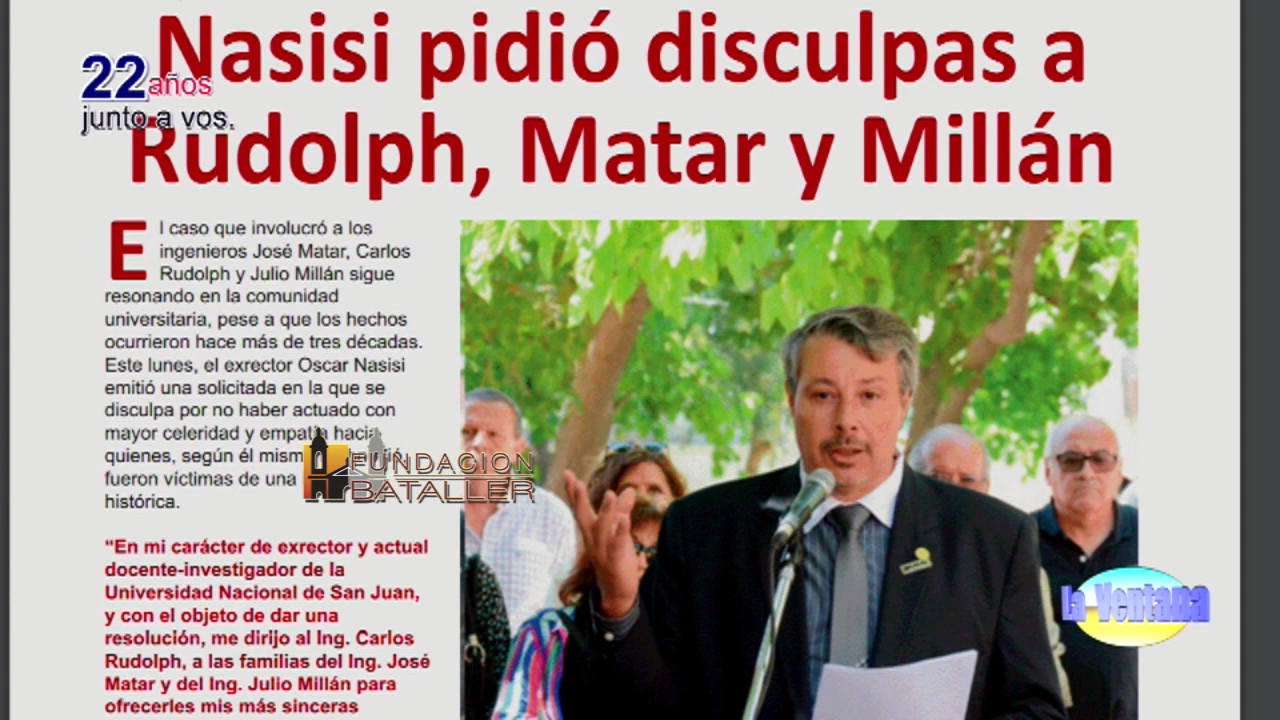 Nasisi pidió disculpas a
Rudolph, Matar y Millán
22 años
junto a vos.
El caso que involucró a los
ingenieros José Matar, Carlos
Rudolph y Julio Millán sigue
resonando en la comunidad
universitaria, pese a que los hechos
ocurrieron hace más de tres décadas.
Este lunes, el exrector Oscar Nasisi
emitió una solicitada en la que se
disculpa por no haber actuado con
mayor celeridad y empatía hacia
quienes, según él
fueron víctimas de una
histórica.
“En mi carácter de exrector y actual
docente-investigador de la
Universidad Nacional de San Juan,
y con el objeto de dar una
resolución, me dirijo al Ing. Carlos
Rudolph, a las familias del Ing. José
Matar y del Ing. Julio Millán para
ofrecerles mis más sinceras
FUNDACION
BATALLER
La Ventana